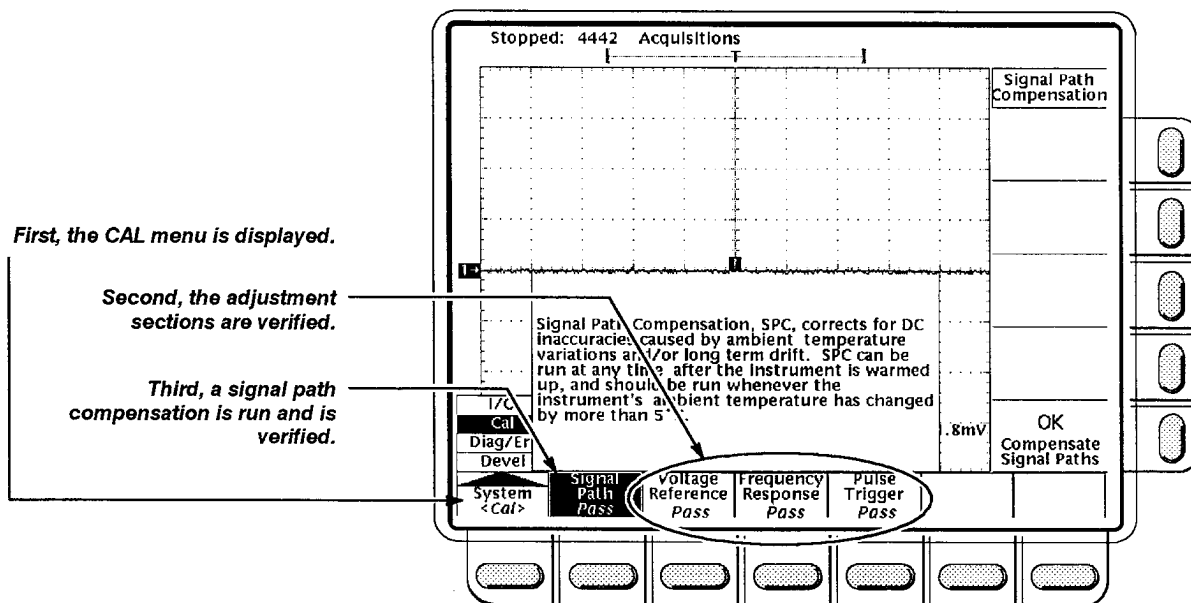 Stopped: 4442 Acquisitions
T
Signal Path
Compensation
First, the CAL menu is displayed.
Second, the adjustment
sections are verified.
Third, a signal path
compensation is run and is
verified.
1→
Signal Path Compensation, SPC, corrects for DC
inaccuracies caused by ambient temperature
variations and/or long term drift. SPC can be
run at any time after the instrument is warmed
up, and should be run whenever the
instrument's ambient temperature has changed
by more than
I/O
Cal
Diag/Er
Devel
.8mV
OK
Compensate
Signal Paths
System
<Cal>
Signal
Path
Pass
Voltage
Reference
Pass
Frequency
Response
Pass
Pulse
Trigger
Pass